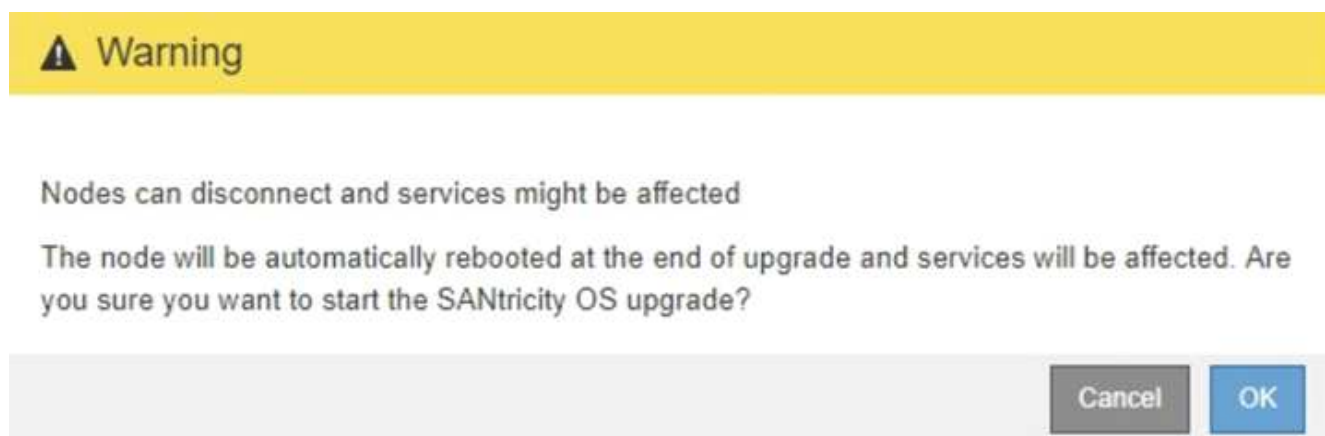 Warning
Nodes can disconnect and services might be affected
The node will be automatically rebooted at the end of upgrade and services will be affected. Are
you sure you want to start the SANtricity OS upgrade?
Cancel OK